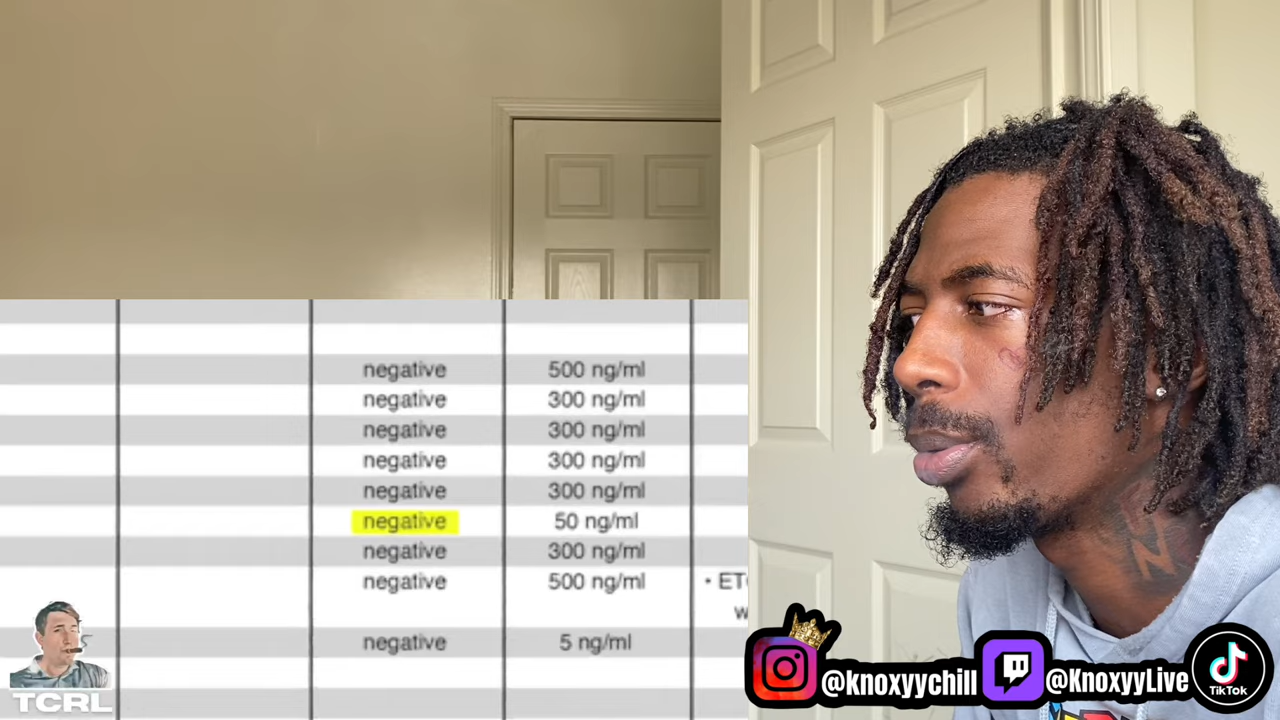 negative 500 ng/ml
negative 300 ng/ml
negative 300 ng/ml
negative 300 ng/ml
negative 300 ng/ml
negative 50 ng/ml
negative 300 ng/ml
negative 500 ng/ml
negative 5 ng/ml
TCRL
@knoxyychill @KnoxyyLive TikTok